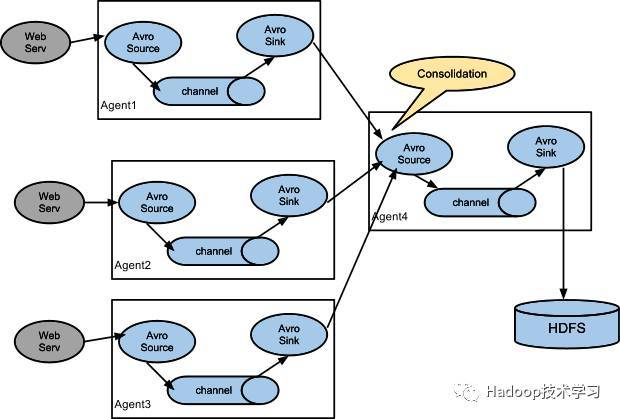 Web
Serv
Avro
Source
Avro
Sink
channel
Agent1
Consolidation
Web
Serv
Avro
Source
Avro
Sink
channel
Agent2
Avro
Source
Avro
Sink
channel
Agent4
Web
Serv
Avro
Source
Avro
Sink
channel
Agent3
HDFS
Hadoop技术学习